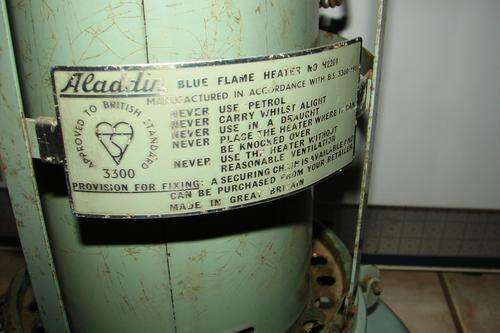 Aladdin BLUE FLAME HEATER NO
MANUFACTURED IN ACCORDANCE WITH B.S. 3300
APPROVED TO BRITISH STANDARD
3300
NEVER USE PETROL
NEVER CARRY WHILST ALIGHT
NEVER USE IN A DRAUGHT
NEVER PLACE THE HEATER WHERE IT CAN
BE KNOCKED OVER
NEVER USE THE HEATER WITHOUT
REASONABLE VENTILATION
PROVISION FOR FIXING: A SECURING CHAIN IS AVAILABLE
CAN BE PURCHASED FROM YOUR RETAILER
MADE IN GREAT BRITAIN